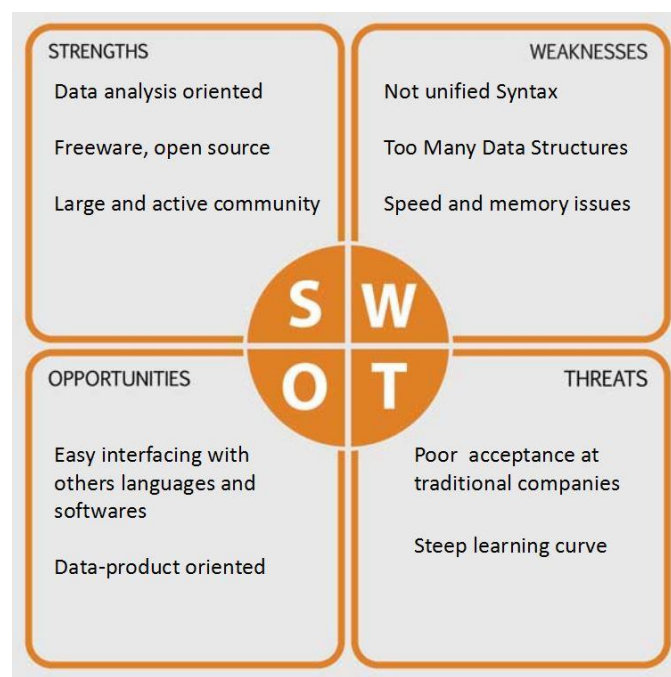 STRENGTHS
Data analysis oriented
Freeware, open source
Large and active community
WEAKNESSES
Not unified Syntax
Too Many Data Structures
Speed and memory issues
S W
O T
OPPORTUNITIES
Easy interfacing with
others languages and
softwares
Data-product oriented
THREATS
Poor acceptance at
traditional companies
Steep learning curve